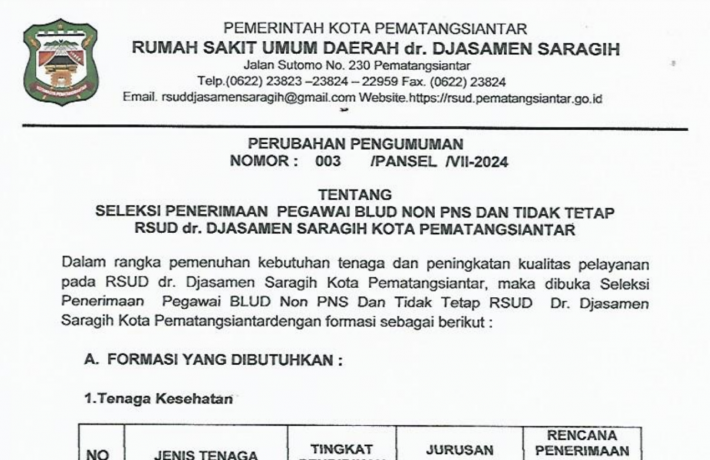 PEMERINTAH KOTA PEMATANGSIANTAR
RUMAH SAKIT UMUM DAERAH dr. DJASAMEN SARAGIH
Jalan Sutomo No. 230 Pematangsiantar
Telp.(0622) 23823 –23824 – 22959 Fax. (0622) 23824
Email. rsuddjasamensaragih@gmail.com Website.https://rsud.pematangsiantar.go.id
PERUBAHAN PENGUMUMAN
NOMOR : 003 /PANSEL /VII-2024
TENTANG
SELEKSI PENERIMAAN PEGAWAI BLUD NON PNS DAN TIDAK TETAP
RSUD dr. DJASAMEN SARAGIH KOTA PEMATANGSIANTAR
Dalam rangka pemenuhan kebutuhan tenaga dan peningkatan kualitas pelayanan
pada RSUD dr. Djasamen Saragih Kota Pematangsiantar, maka dibuka Seleksi
Penerimaan Pegawai BLUD Non PNS Dan Tidak Tetap RSUD Dr. Djasamen
Saragih Kota Pematangsiantardengan formasi sebagai berikut :
A. FORMASI YANG DIBUTUHKAN :
1.Tenaga Kesehatan
NO JENIS TENAGA TINGKAT JURUSAN RENCANA
PENERIMAAN